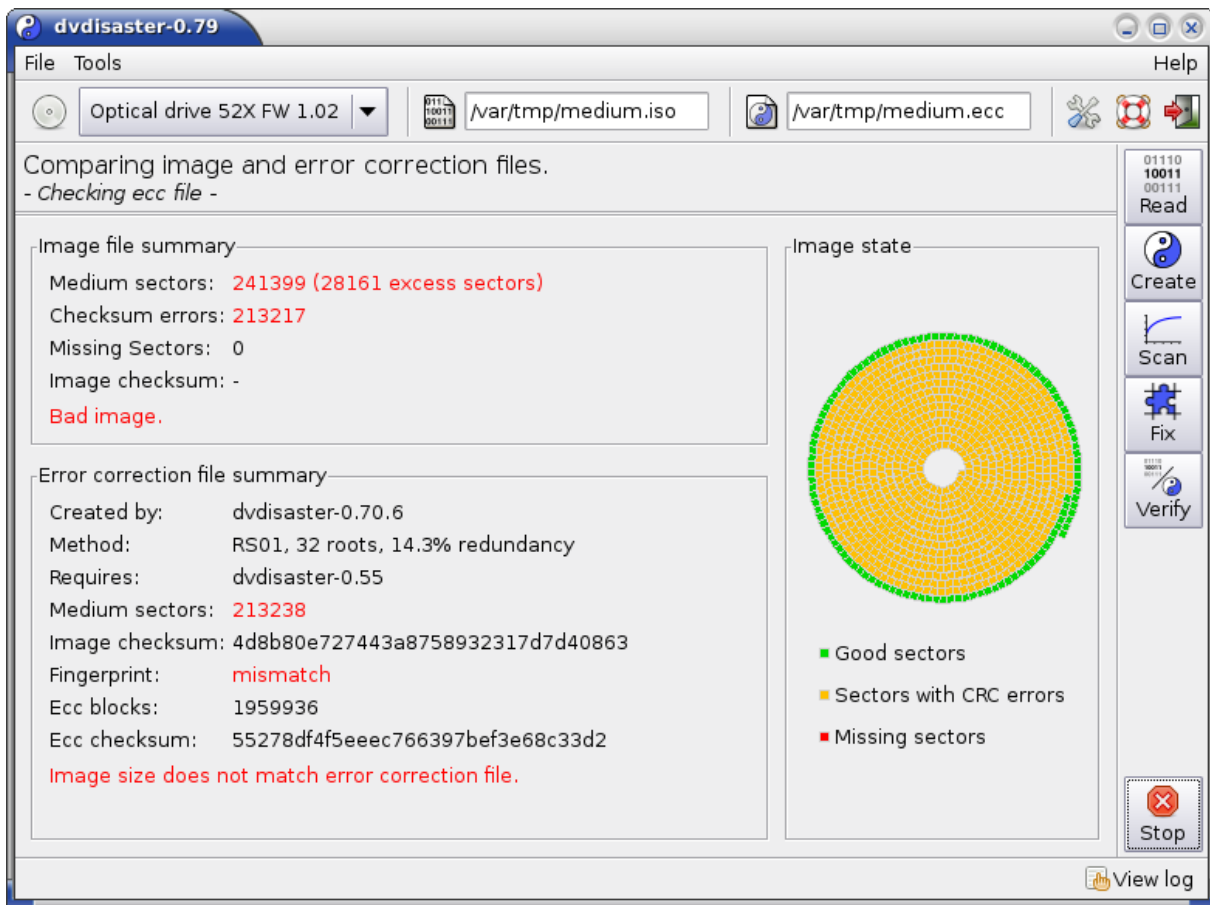 dvdisaster-0.79
File Tools Help
Optical drive 52X FW 1.02 /var/tmp/medium.iso /var/tmp/medium.ecc
Comparing image and error correction files.
- Checking ecc file -
Image file summary
Medium sectors: 241399 (28161 excess sectors)
Checksum errors: 213217
Missing Sectors: 0
Image checksum: -
Bad image.
Error correction file summary
Created by: dvdisaster-0.70.6
Method: RS01, 32 roots, 14.3% redundancy
Requires: dvdisaster-0.55
Medium sectors: 213238
Image checksum: 4d8b80e727443a8758932317d7d40863
Fingerprint: mismatch
Ecc blocks: 1959936
Ecc checksum: 55278df4f5eeec766397bef3e68c33d2
Image size does not match error correction file.
Image state
Good sectors
Sectors with CRC errors
Missing sectors
01110
10011
00111
Read
Create
Scan
Fix
Verify
Stop
View log